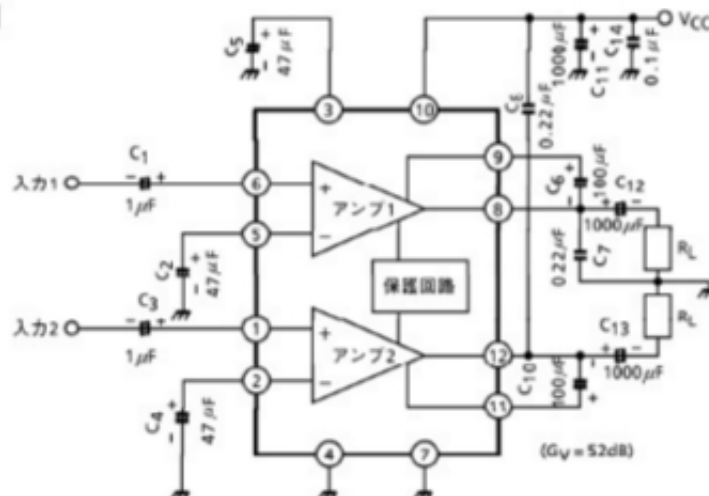 VCC
C5
47μF
C6
0.22μF
1000μF
C11
C14
0.1μF
3
10
入力1
C1
1μF
6
アンプ1
9
8
C6
100μF
C12
1000μF
C7
0.22μF
RL
5
C2
47μF
保護回路
入力2
C3
1μF
1
アンプ2
12
C10
100μF
C13
1000μF
RL
2
11
C4
47μF
4
7
(GV=52dB)